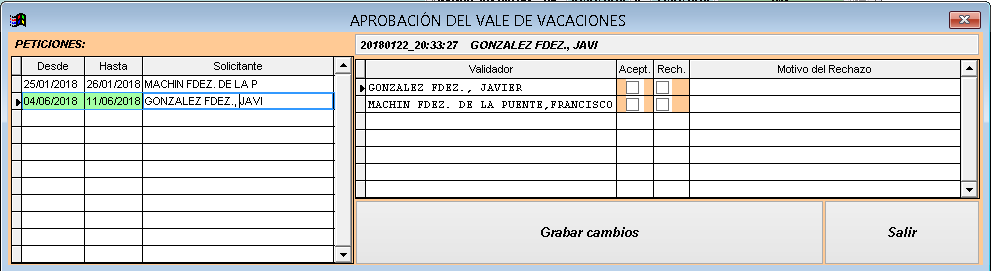 APROBACIÓN DEL VALE DE VACACIONES
PETICIONES:
Desde Hasta Solicitante
25/01/2018 26/01/2018 MACHIN FDEZ. DE LA P
04/06/2018 11/06/2018 GONZALEZ FDEZ., JAVI
20180122_20:33:27 GONZALEZ FDEZ., JAVI
Validador Acept. Rech. Motivo del Rechazo
GONZALEZ FDEZ., JAVIER
MACHIN FDEZ. DE LA PUENTE,FRANCISCO
Grabar cambios
Salir